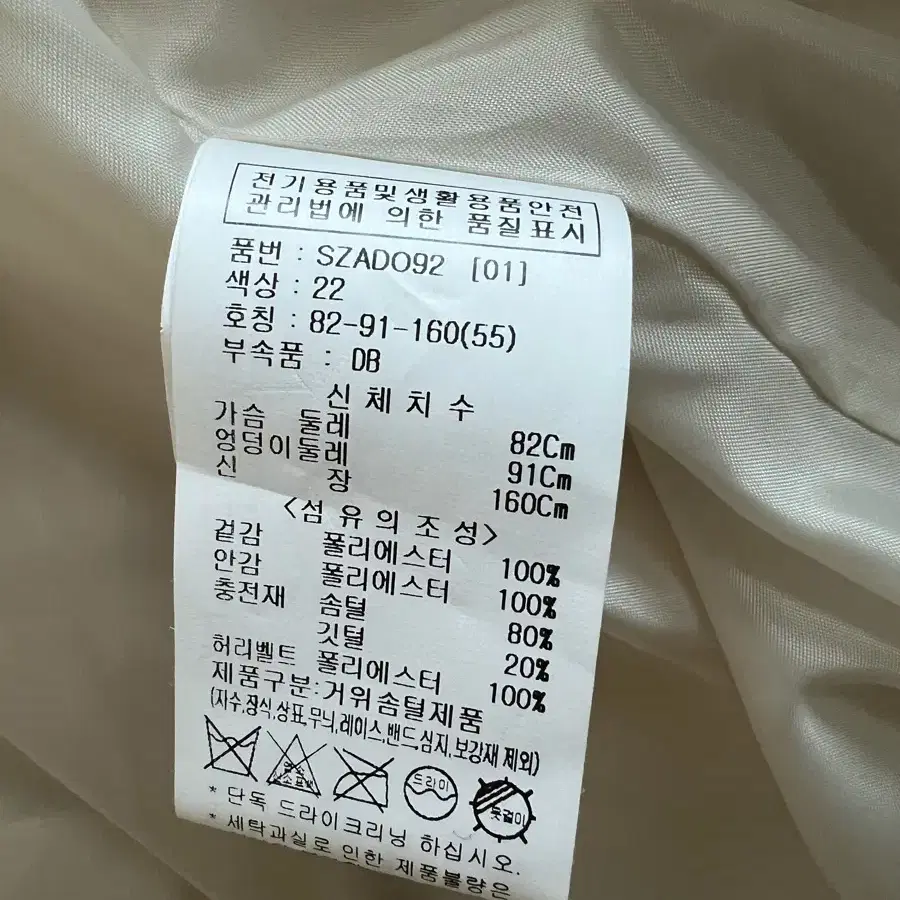 전기용품및생활용품안전
관리법에 의한 품질표시
품번 : SZADO92 [01]
색상 : 22
호칭 : 82-91-160(55)
부속품 : DB
신체치수
가슴 둘레 82Cm
엉덩이둘레 91Cm
신 장 160Cm
<섬유의조성>
겉감 폴리에스터 100%
안감 폴리에스터 100%
충전재 솜털 80%
깃털 20%
허리벨트 폴리에스터 100%
제품구분:거위솜털제품
(자수,장식,상표,무늬,레이스,밴드,심지,보강재 제외)
드라이
옷걸이
* 단독 드라이크리닝 하십시오.
* 세탁과실로 인한 제품불량은